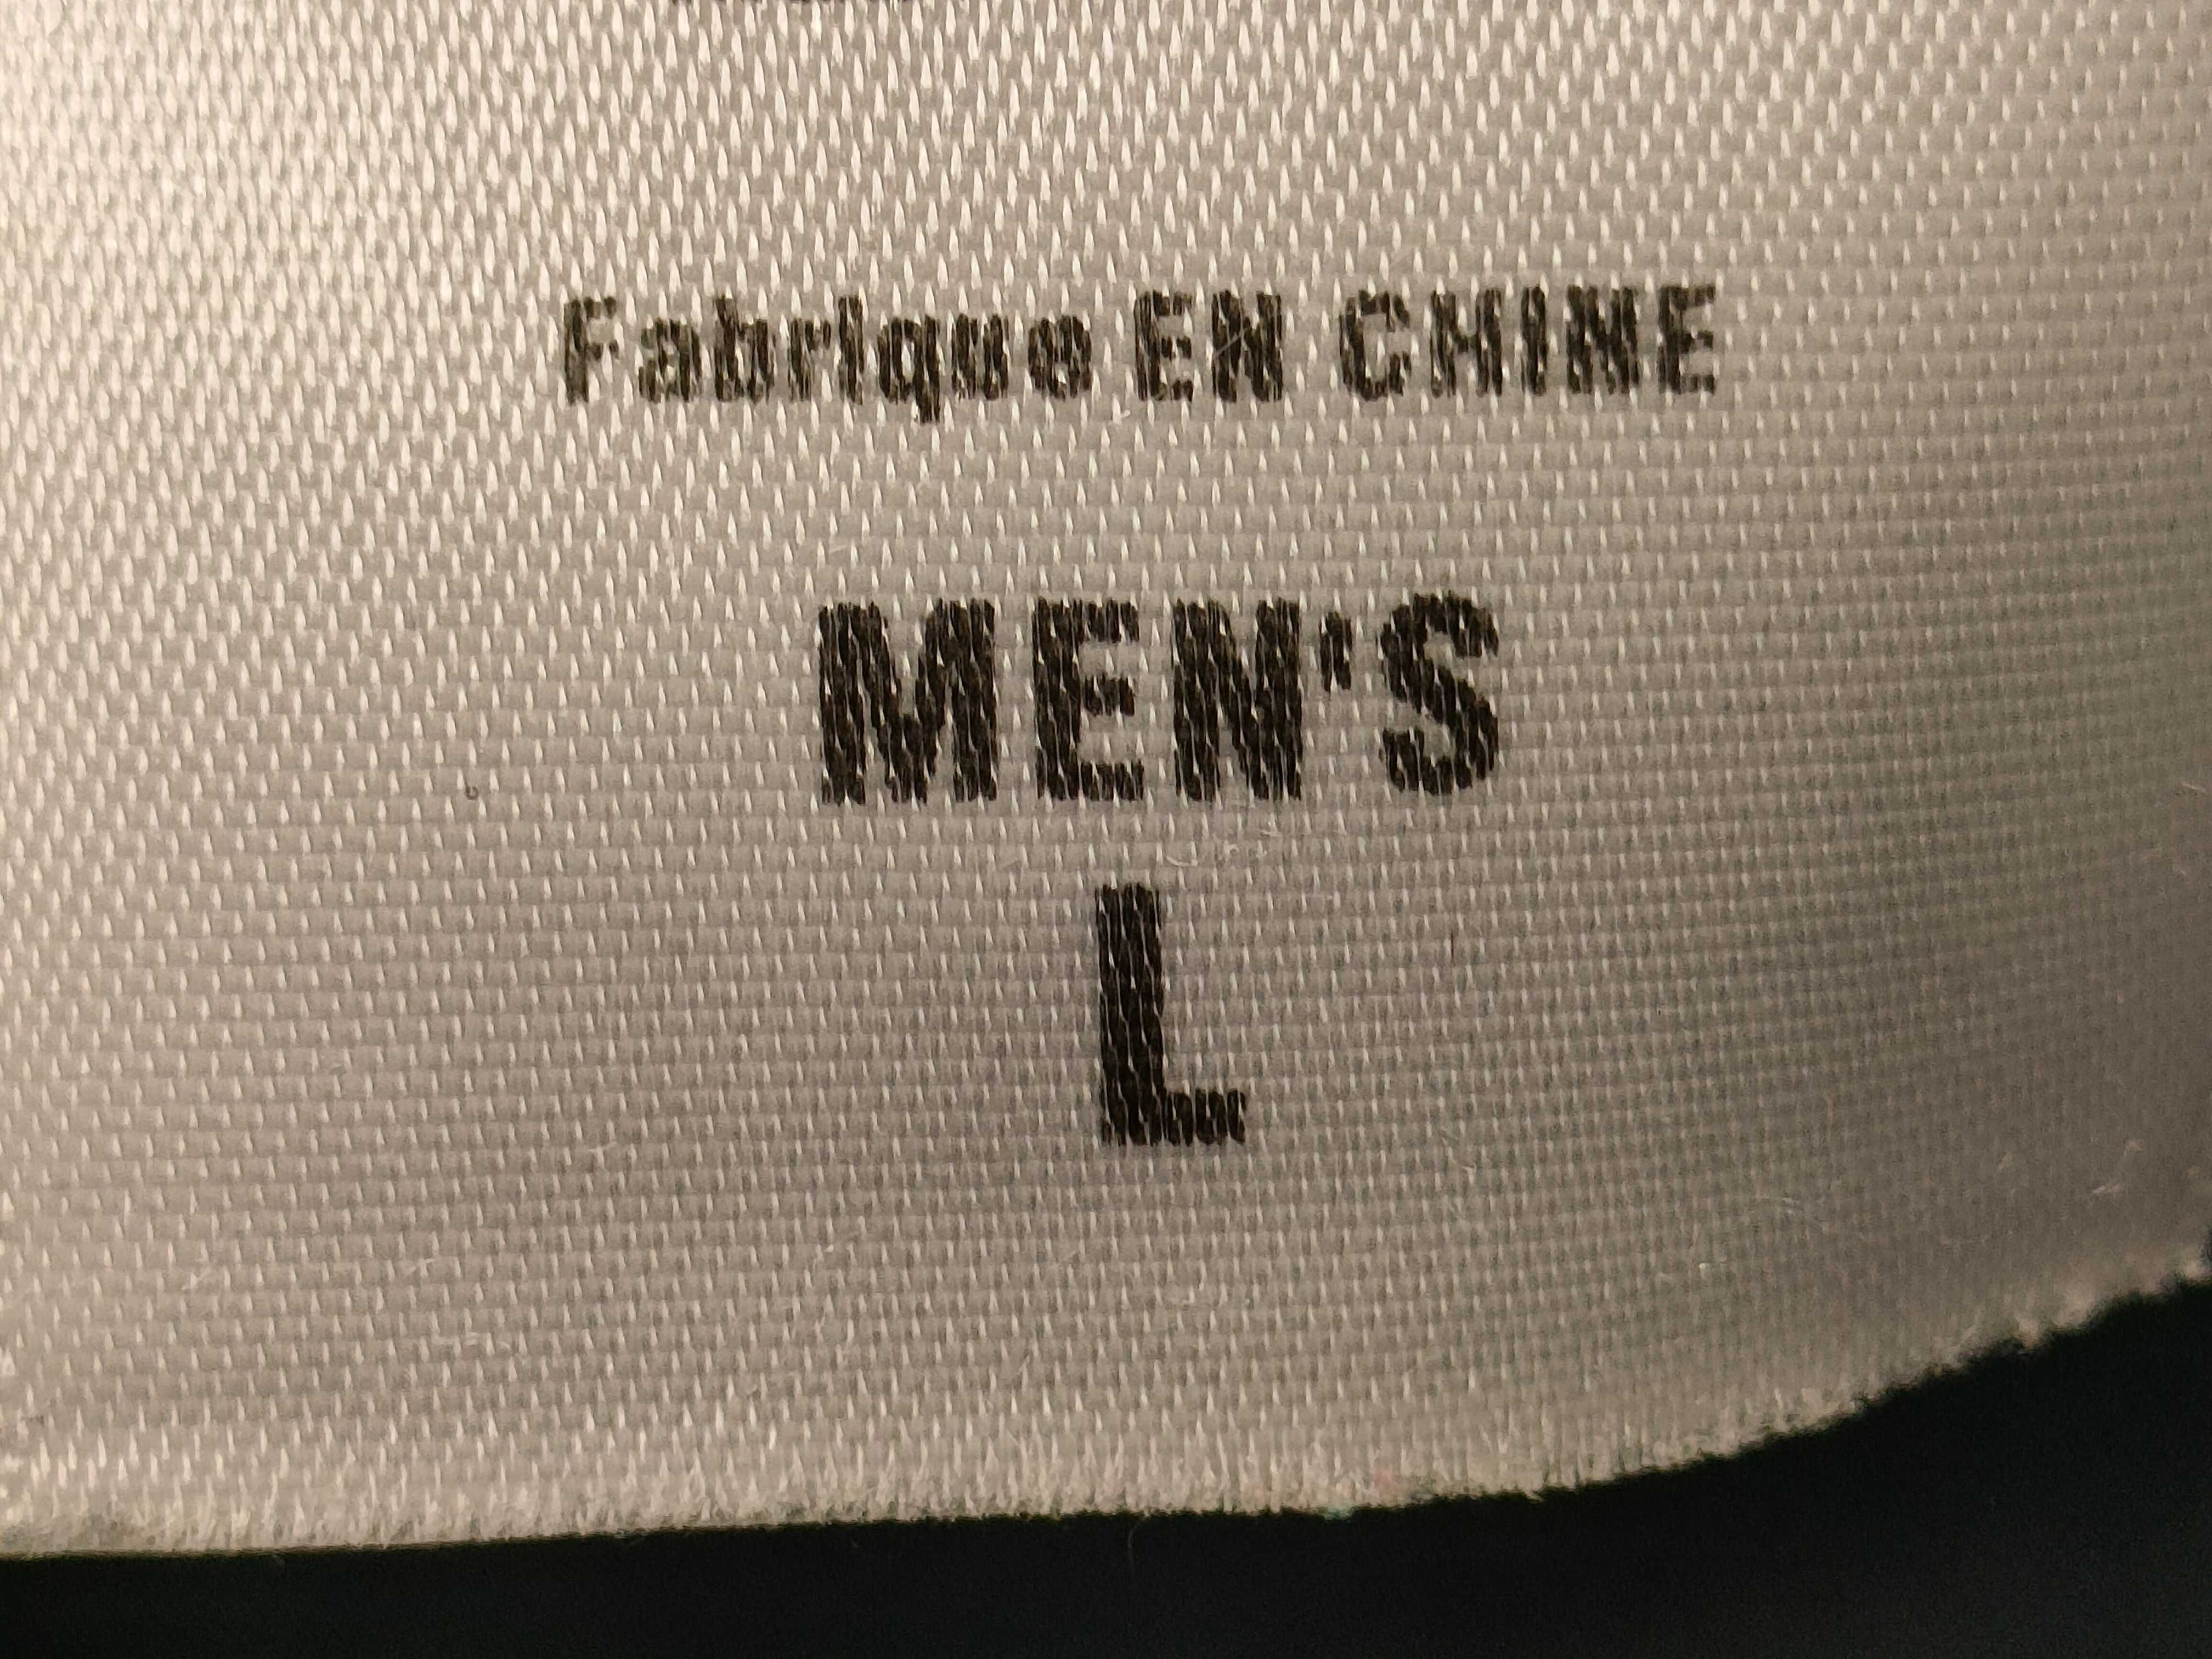 Fabrique EN CHINE
MEN'S
L